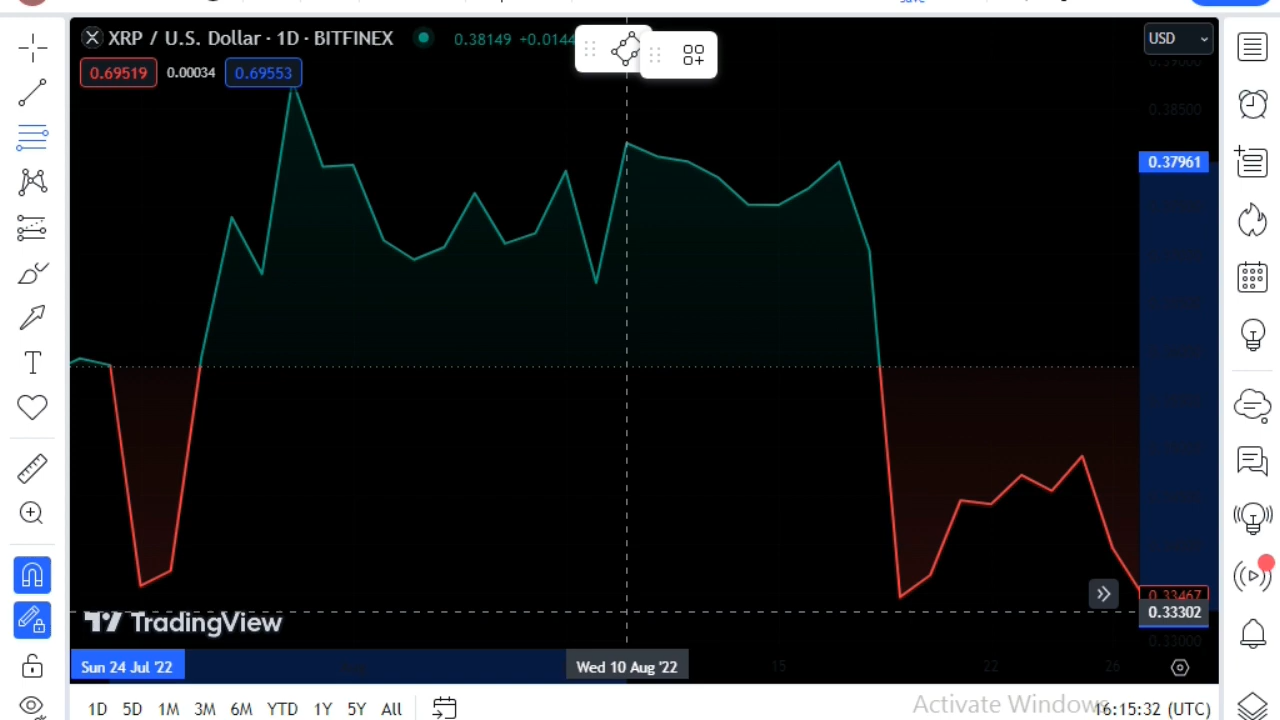 XRP / U.S. Dollar · 1D · BITFINEX
0.38149 +0.0144
USD
0.69519 0.00034 0.69553
0.38500
0.37961
0.33467
0.33302
0.33000
TradingView
Sun 24 Jul '22
Wed 10 Aug '22
15
22
26
1D 5D 1M 3M 6M YTD 1Y 5Y All
Activate Windows
16:15:32 (UTC)